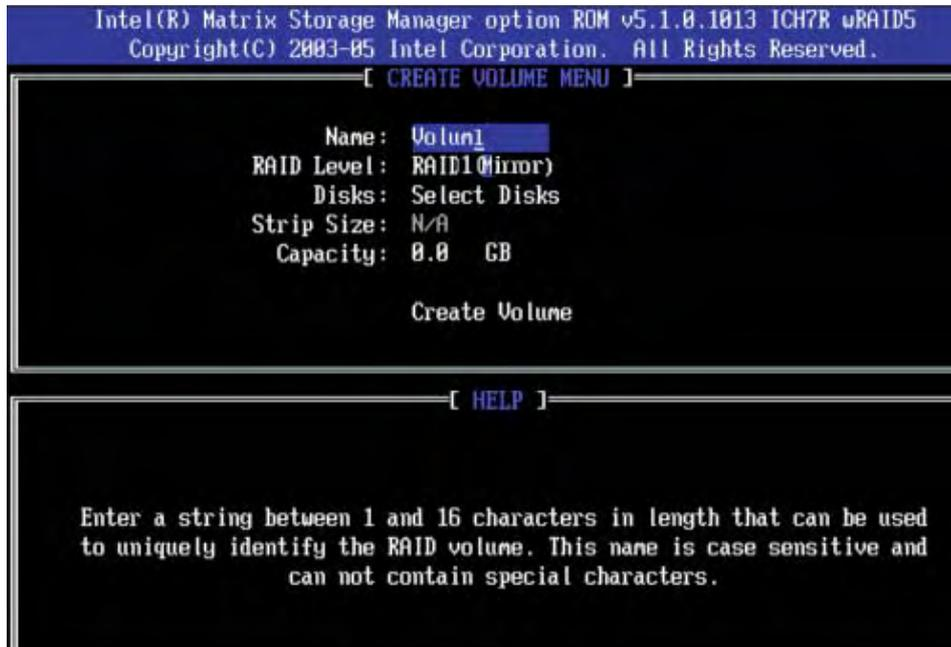 Intel(R) Matrix Storage Manager option ROM v5.1.0.1013 ICH7R wRAID5
Copyright(C) 2003-05 Intel Corporation. All Rights Reserved.
[ CREATE VOLUME MENU ]
Name: Volum1
RAID Level: RAID1(Mirror)
Disks: Select Disks
Strip Size: N/A
Capacity: 0.0 GB
Create Volume
[ HELP ]
Enter a string between 1 and 16 characters in length that can be used
to uniquely identify the RAID volume. This name is case sensitive and
can not contain special characters.